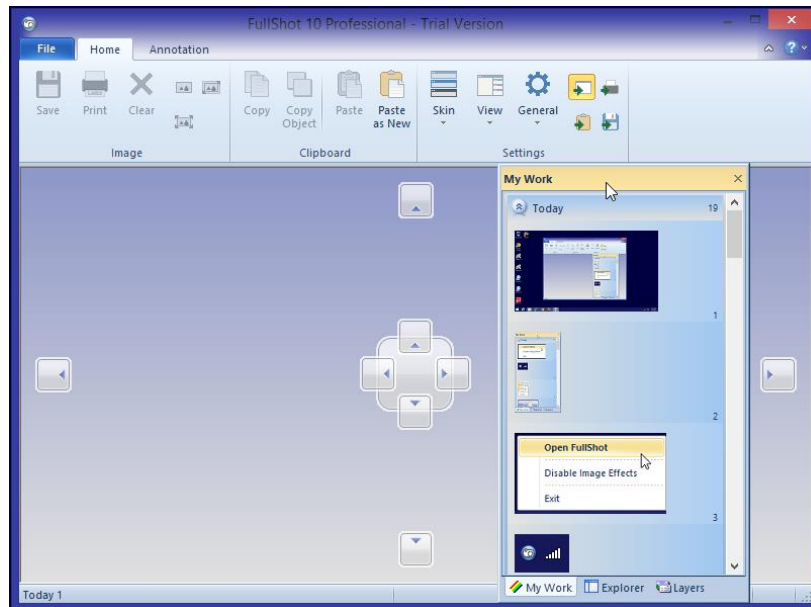 FullShot 10 Professional - Trial Version
File
Home
Annotation
Save
Print
Clear
Copy
Copy
Object
Paste
Paste
as New
Skin
View
General
Image
Clipboard
Settings
My Work
Today
19
1
2
Open FullShot
Disable Image Effects
Exit
3
My Work
Explorer
Layers
Today 1